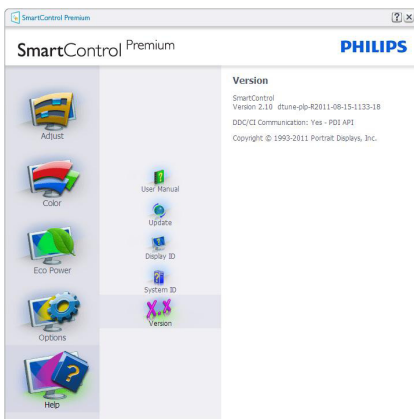 SmartControl Premium
SmartControl Premium
PHILIPS
Adjust
Color
Eco Power
Options
Help
User Manual
Update
Display ID
System ID
X.X
Version
Version
SmartControl
Version 2.10 dtune-plp-R2011-08-15-1133-18
DDC/CI Communication: Yes - PDI API
Copyright © 1993-2011 Portrait Displays, Inc.